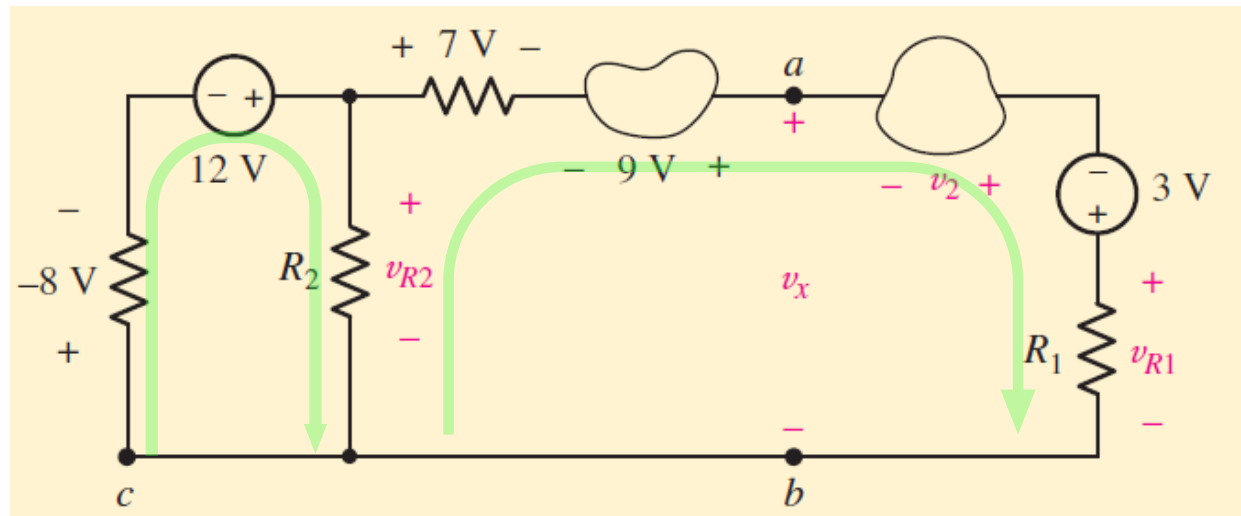 + 7 V –
a
– +
12 V
+
– 9 V +
– v2 +
–
+
3 V
–
–8 V
+
R2
+
vR2
–
vx
–
R1
+
vR1
–
c
b